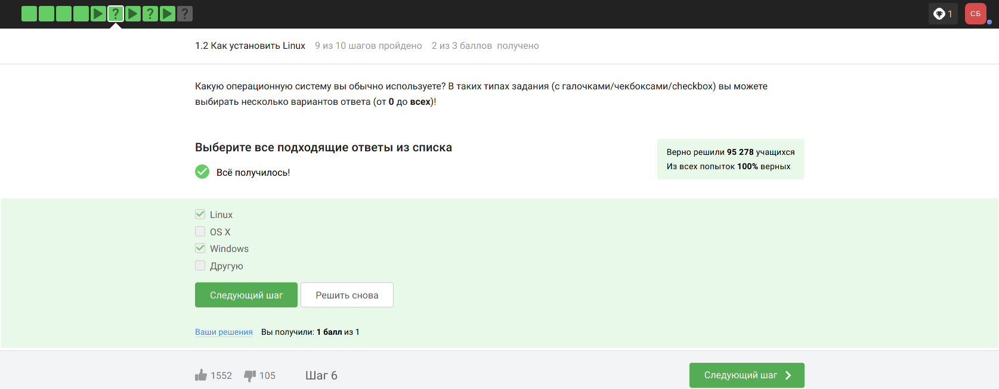 ? ? ? 1 СБ
1.2 Как установить Linux 9 из 10 шагов пройдено 2 из 3 баллов получено
Какую операционную систему вы обычно используете? В таких типах задания (с галочками/чекбоксами/checkbox) вы можете
выбирать несколько вариантов ответа (от 0 до всех)!
Выберите все подходящие ответы из списка
Всё получилось!
Верно решили 95 278 учащихся
Из всех попыток 100% верных
Linux
OS X
Windows
Другую
Следующий шаг Решить снова
Ваши решения Вы получили: 1 балл из 1
1552 105 Шаг 6 Следующий шаг